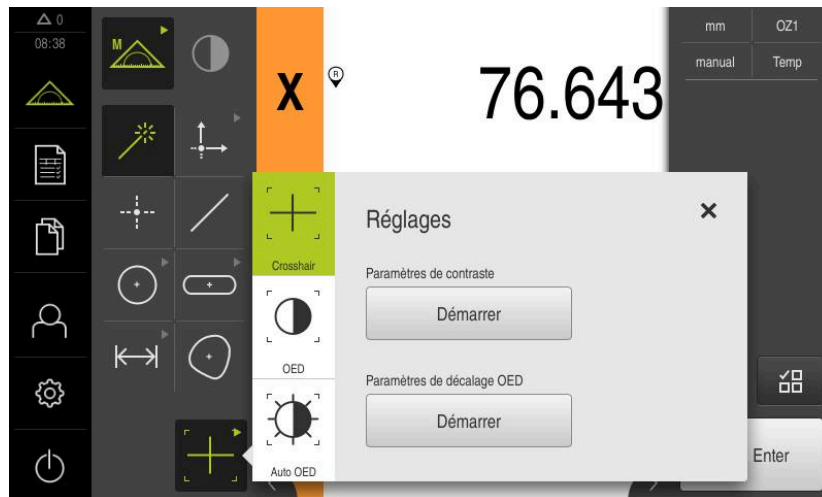 0
08:38
M
X
R
76.643
mm
OZ1
manual
Temp
Crosshair
OED
Auto OED
Réglages
Paramètres de contraste
Démarrer
Paramètres de décalage OED
Démarrer
Enter